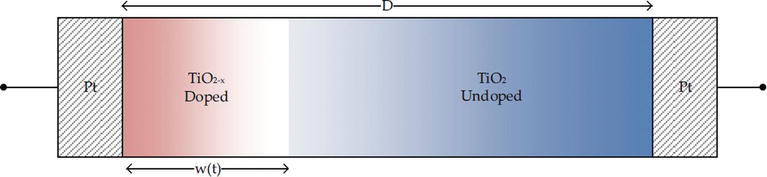 D
Pt
TiO₂₋ₓ
Doped
TiO₂
Undoped
Pt
w(t)